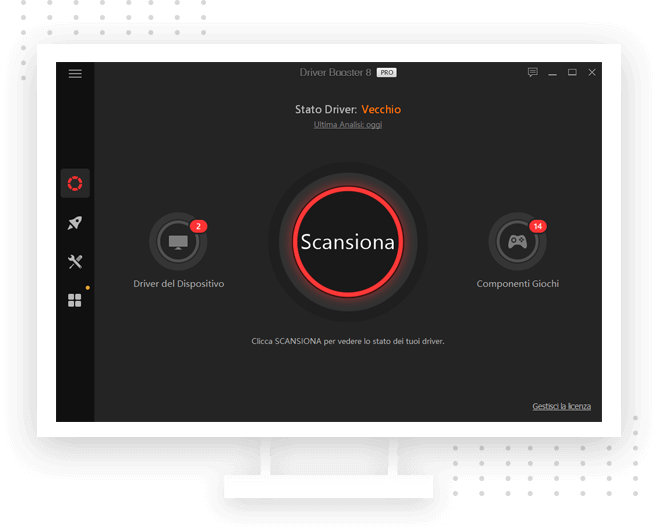 Driver Booster 8 PRO
Stato Driver: Vecchio
Ultima Analisi: oggi
2
14
Scansiona
Driver del Dispositivo
Componenti Giochi
Clicca SCANSIONA per vedere lo stato dei tuoi driver.
Gestisci la licenza